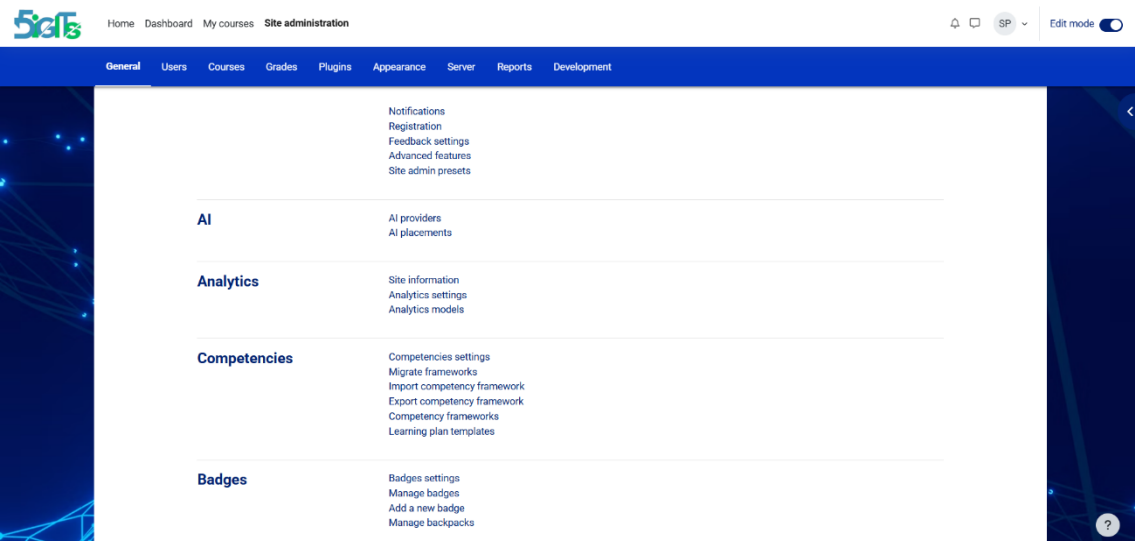 Home Dashboard My courses Site administration
SP
Edit mode
General Users Courses Grades Plugins Appearance Server Reports Development
Notifications
Registration
Feedback settings
Advanced features
Site admin presets
AI
AI providers
AI placements
Analytics
Site information
Analytics settings
Analytics models
Competencies
Competencies settings
Migrate frameworks
Import competency framework
Export competency framework
Competency frameworks
Learning plan templates
Badges
Badges settings
Manage badges
Add a new badge
Manage backpacks
?